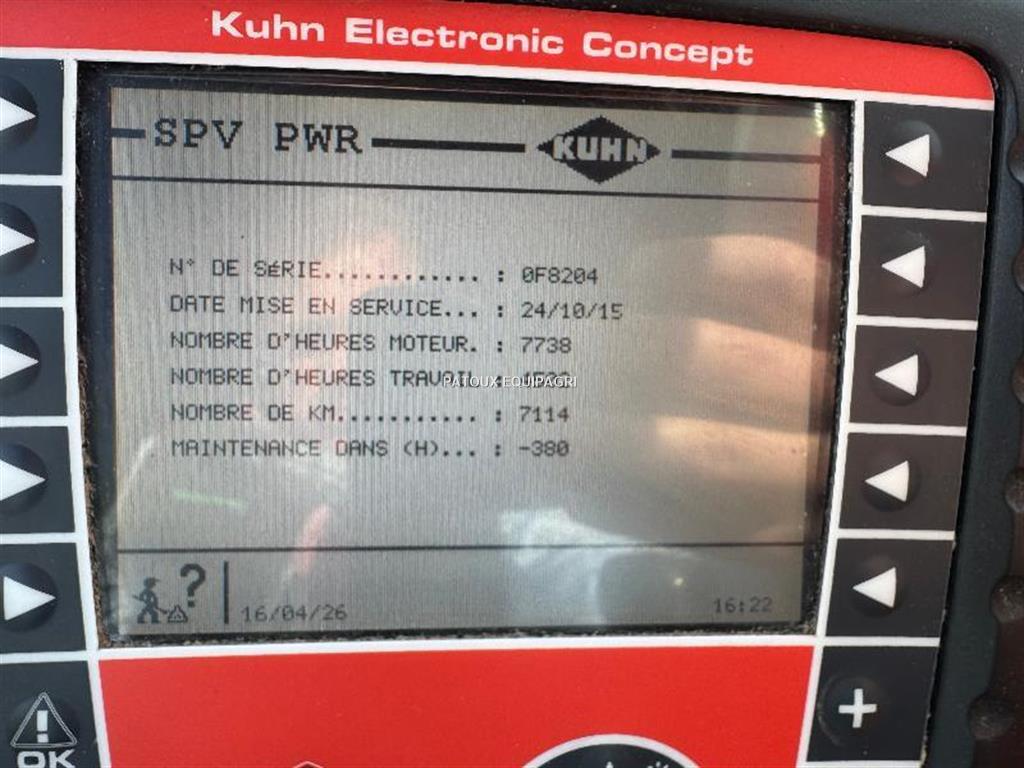 Kuhn Electronic Concept
SPV PWR
KUHN
N° DE SéRIE............ : 0F8204
DATE MISE EN SERVICE... : 24/10/15
NOMBRE D'HEURES MOTEUR. : 7738
NOMBRE D'HEURES TRAVAIL :
PATOUX EQUIPAGRI
NOMBRE DE KM........... : 7114
MAINTENANCE DANS (H)... : -380
?
16/04/26
16:22
OK